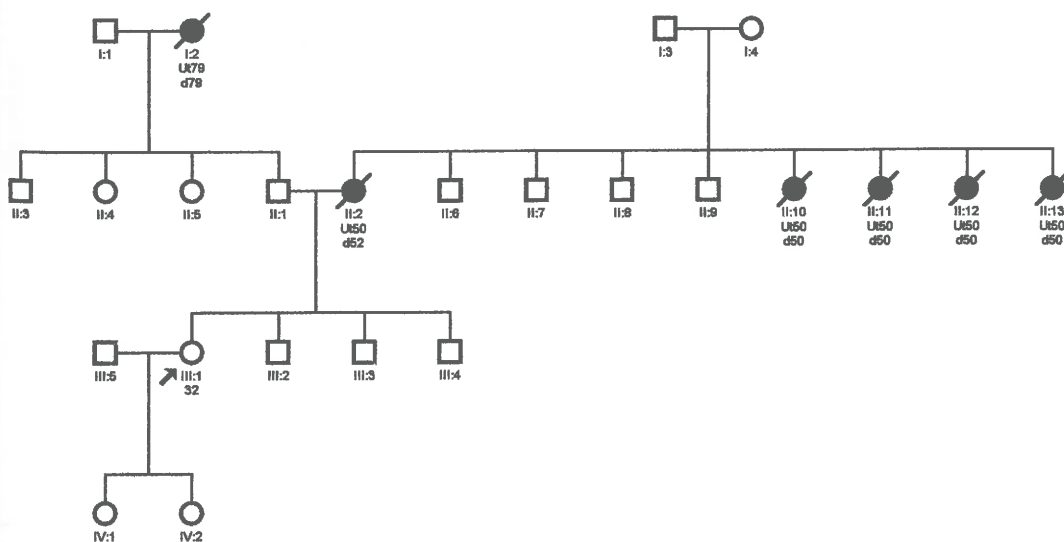 I:1
I:2
Ut79
d79
I:3
I:4
II:3
II:4
II:5
II:1
II:2
Ut50
d52
II:6
II:7
II:8
II:9
II:10
Ut50
d50
II:11
Ut50
d50
II:12
Ut50
d50
II:13
Ut50
d50
III:5
III:1
32
III:2
III:3
III:4
IV:1
IV:2